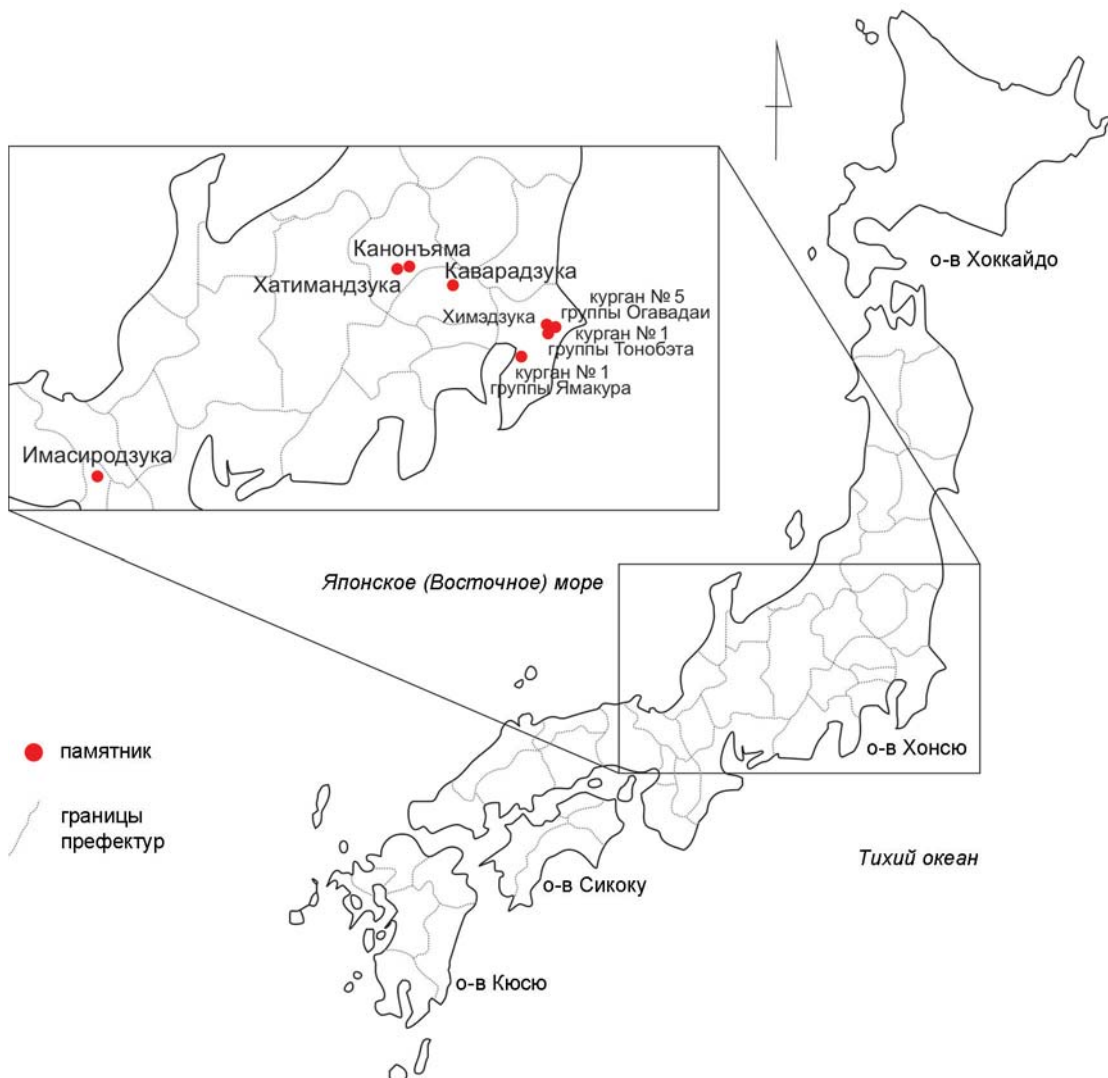 о-в Хоккайдо
Канонъяма
Хатимандзука
Каварадзука
курган № 5
группы Огавадаи
Химэдзука
курган № 1
группы Тонобэта
курган № 1
группы Ямакура
Имасиродзука
Японское (Восточное) море
о-в Хонсю
памятник
границы
префектур
Тихий океан
о-в Сикоку
о-в Кюсю